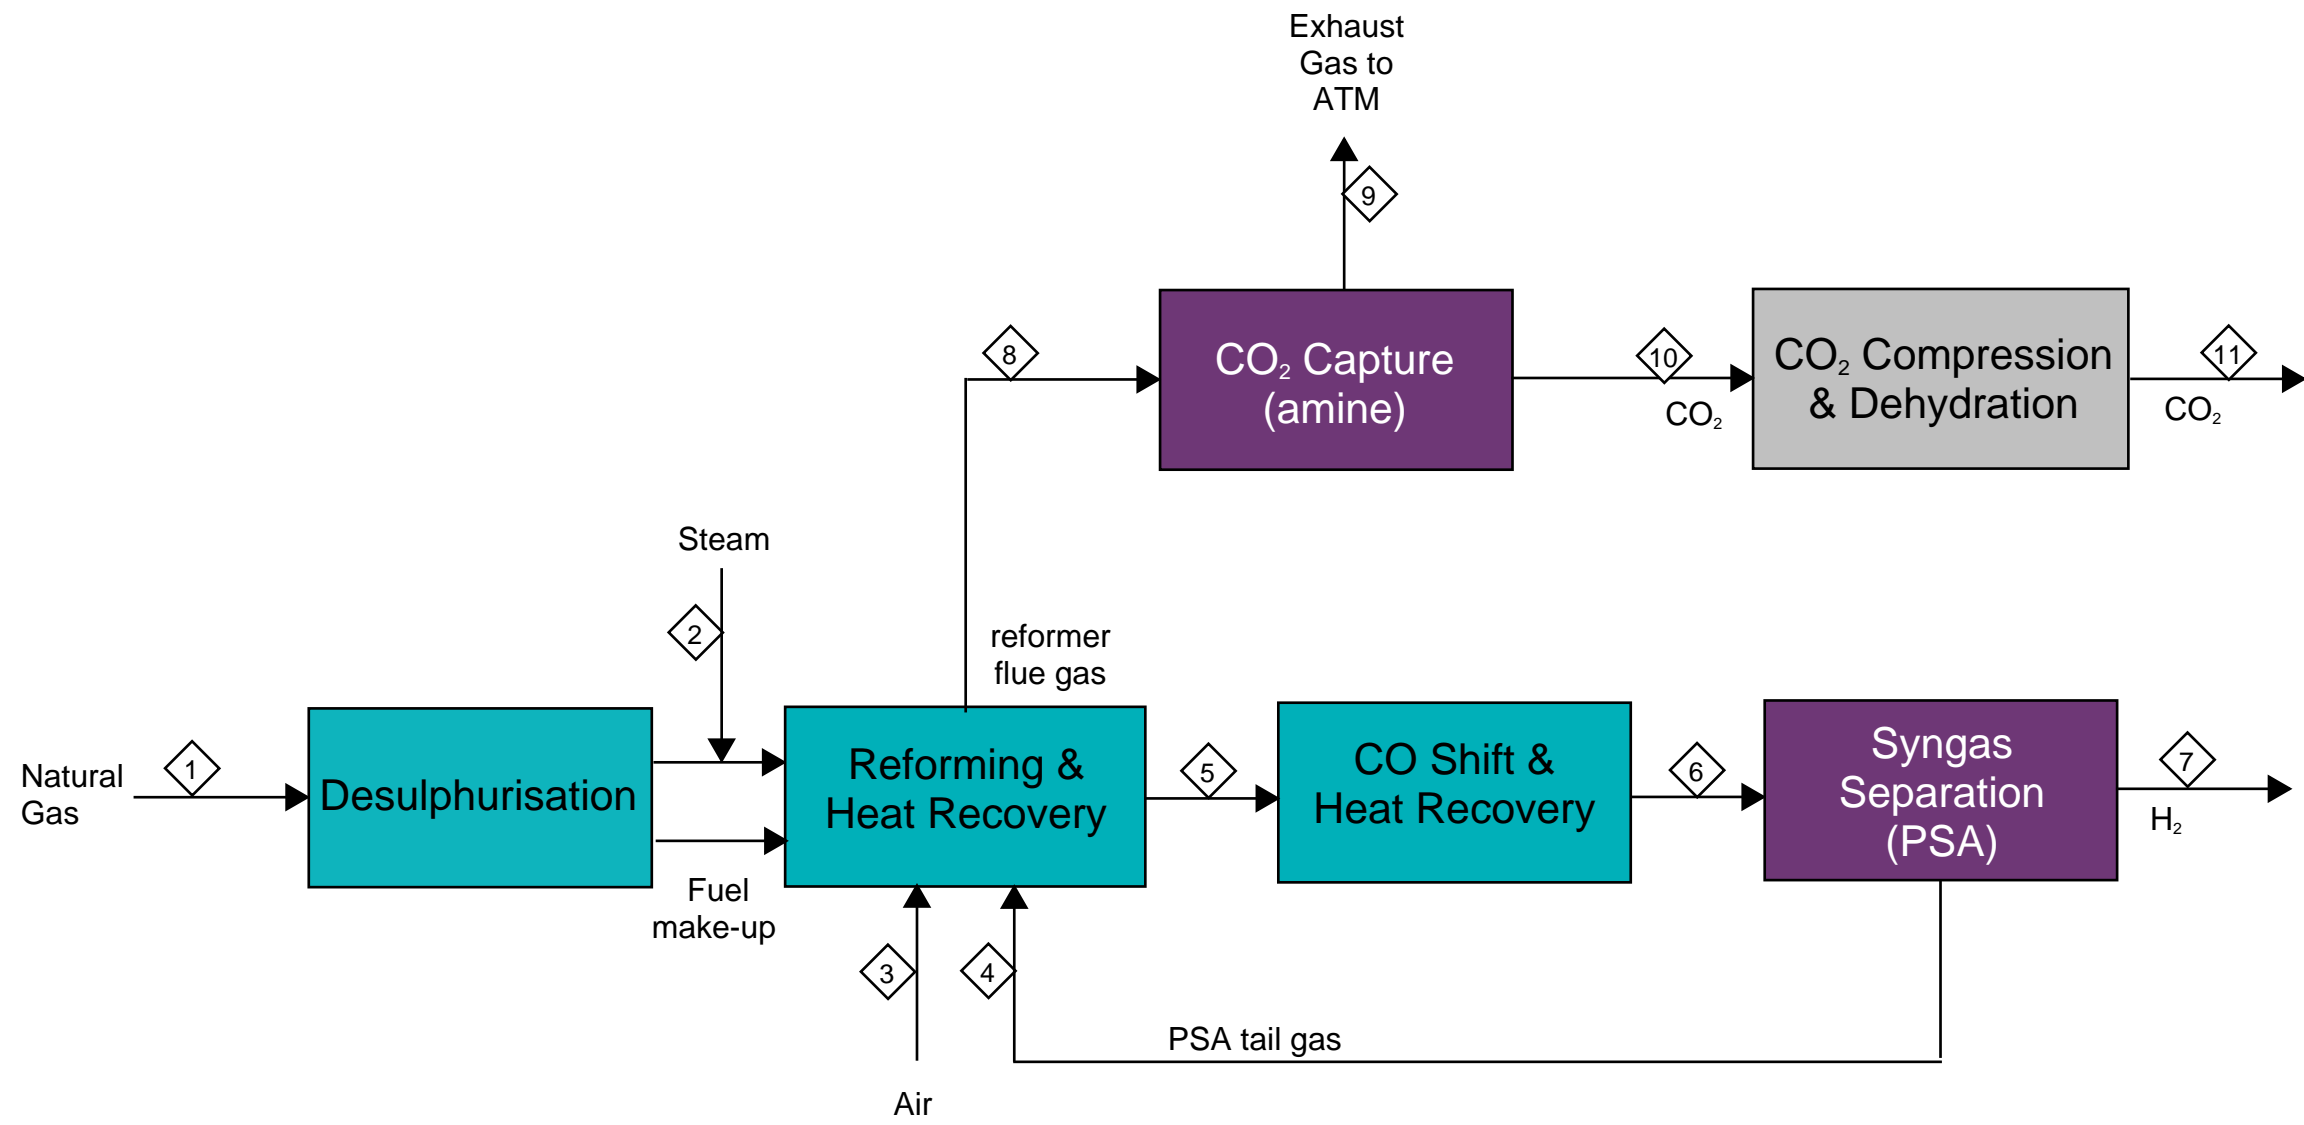 Exhaust
Gas to
ATM
9
8
CO₂ Capture
(amine)
10
CO₂
CO₂ Compression
& Dehydration
11
CO₂
Steam
2
reformer
flue gas
Natural
Gas
1
Desulphurisation
Fuel
make-up
Reforming &
Heat Recovery
5
CO Shift &
Heat Recovery
6
Syngas
Separation
(PSA)
7
H₂
3
4
PSA tail gas
Air